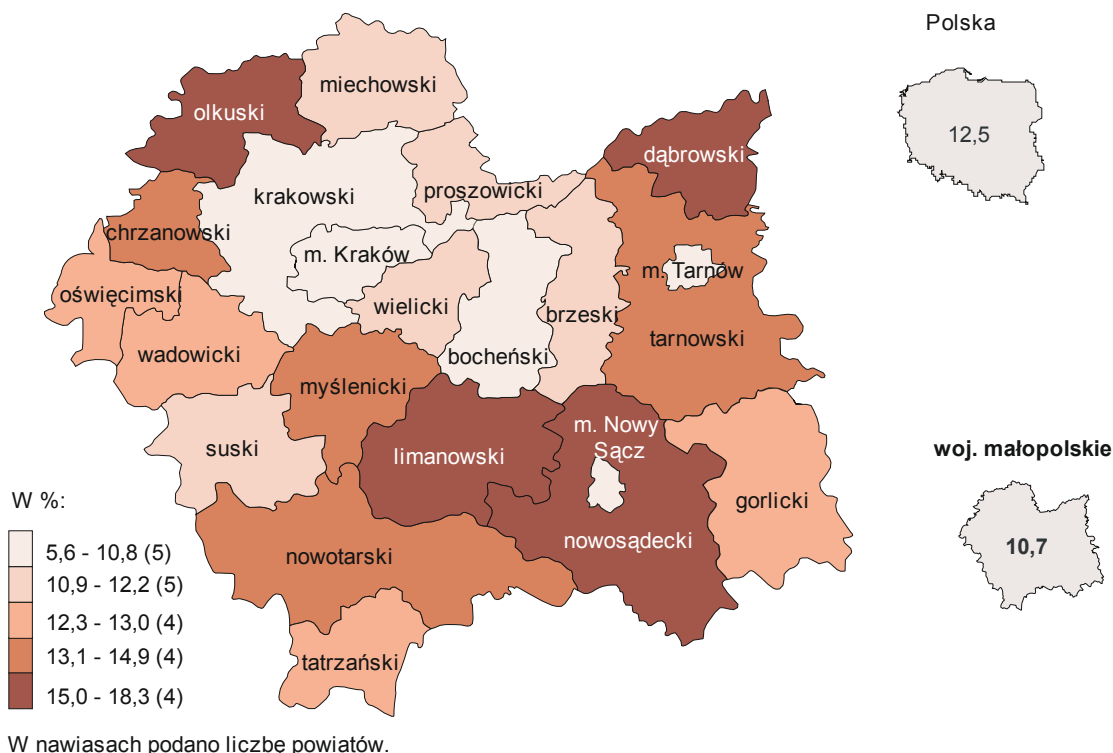 Polska
12,5
miechowski
olkuski
dąbrowski
krakowski
proszowicki
chrzanowski
m. Kraków
m. Tarnów
oświęcimski
wielicki
brzeski
tarnowski
wadowicki
bocheński
myślenicki
m. Nowy
Sącz
suski
limanowski
woj. małopolskie
gorlicki
10,7
nowosądecki
nowotarski
tatrzański
W %:
5,6 - 10,8 (5)
10,9 - 12,2 (5)
12,3 - 13,0 (4)
13,1 - 14,9 (4)
15,0 - 18,3 (4)
W nawiasach podano liczbę powiatów.